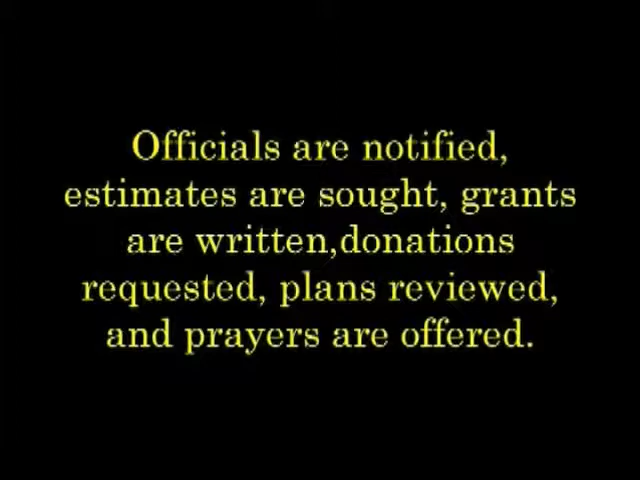 Officials are notified,
estimates are sought, grants
are written,donations
requested, plans reviewed,
and prayers are offered.